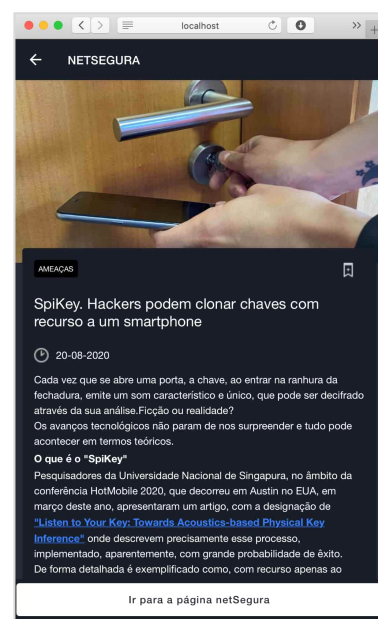 localhost
>>
NETSEGURA
AMEAÇAS
SpiKey. Hackers podem clonar chaves com
recurso a um smartphone
20-08-2020
Cada vez que se abre uma porta, a chave, ao entrar na ranhura da
fechadura, emite um som característico e único, que pode ser decifrado
através da sua análise.Ficção ou realidade?
Os avanços tecnológicos não param de nos surpreender e tudo pode
acontecer em termos teóricos.
O que é o "SpiKey"
Pesquisadores da Universidade Nacional de Singapura, no âmbito da
conferência HotMobile 2020, que decorreu em Austin no EUA, em
março deste ano, apresentaram um artigo, com a designação de
"Listen to Your Key: Towards Acoustics-based Physical Key
Inference" onde descrevem precisamente esse processo,
implementado, aparentemente, com grande probabilidade de êxito.
De forma detalhada é exemplificado como, com recurso apenas ao
Ir para a página netSegura